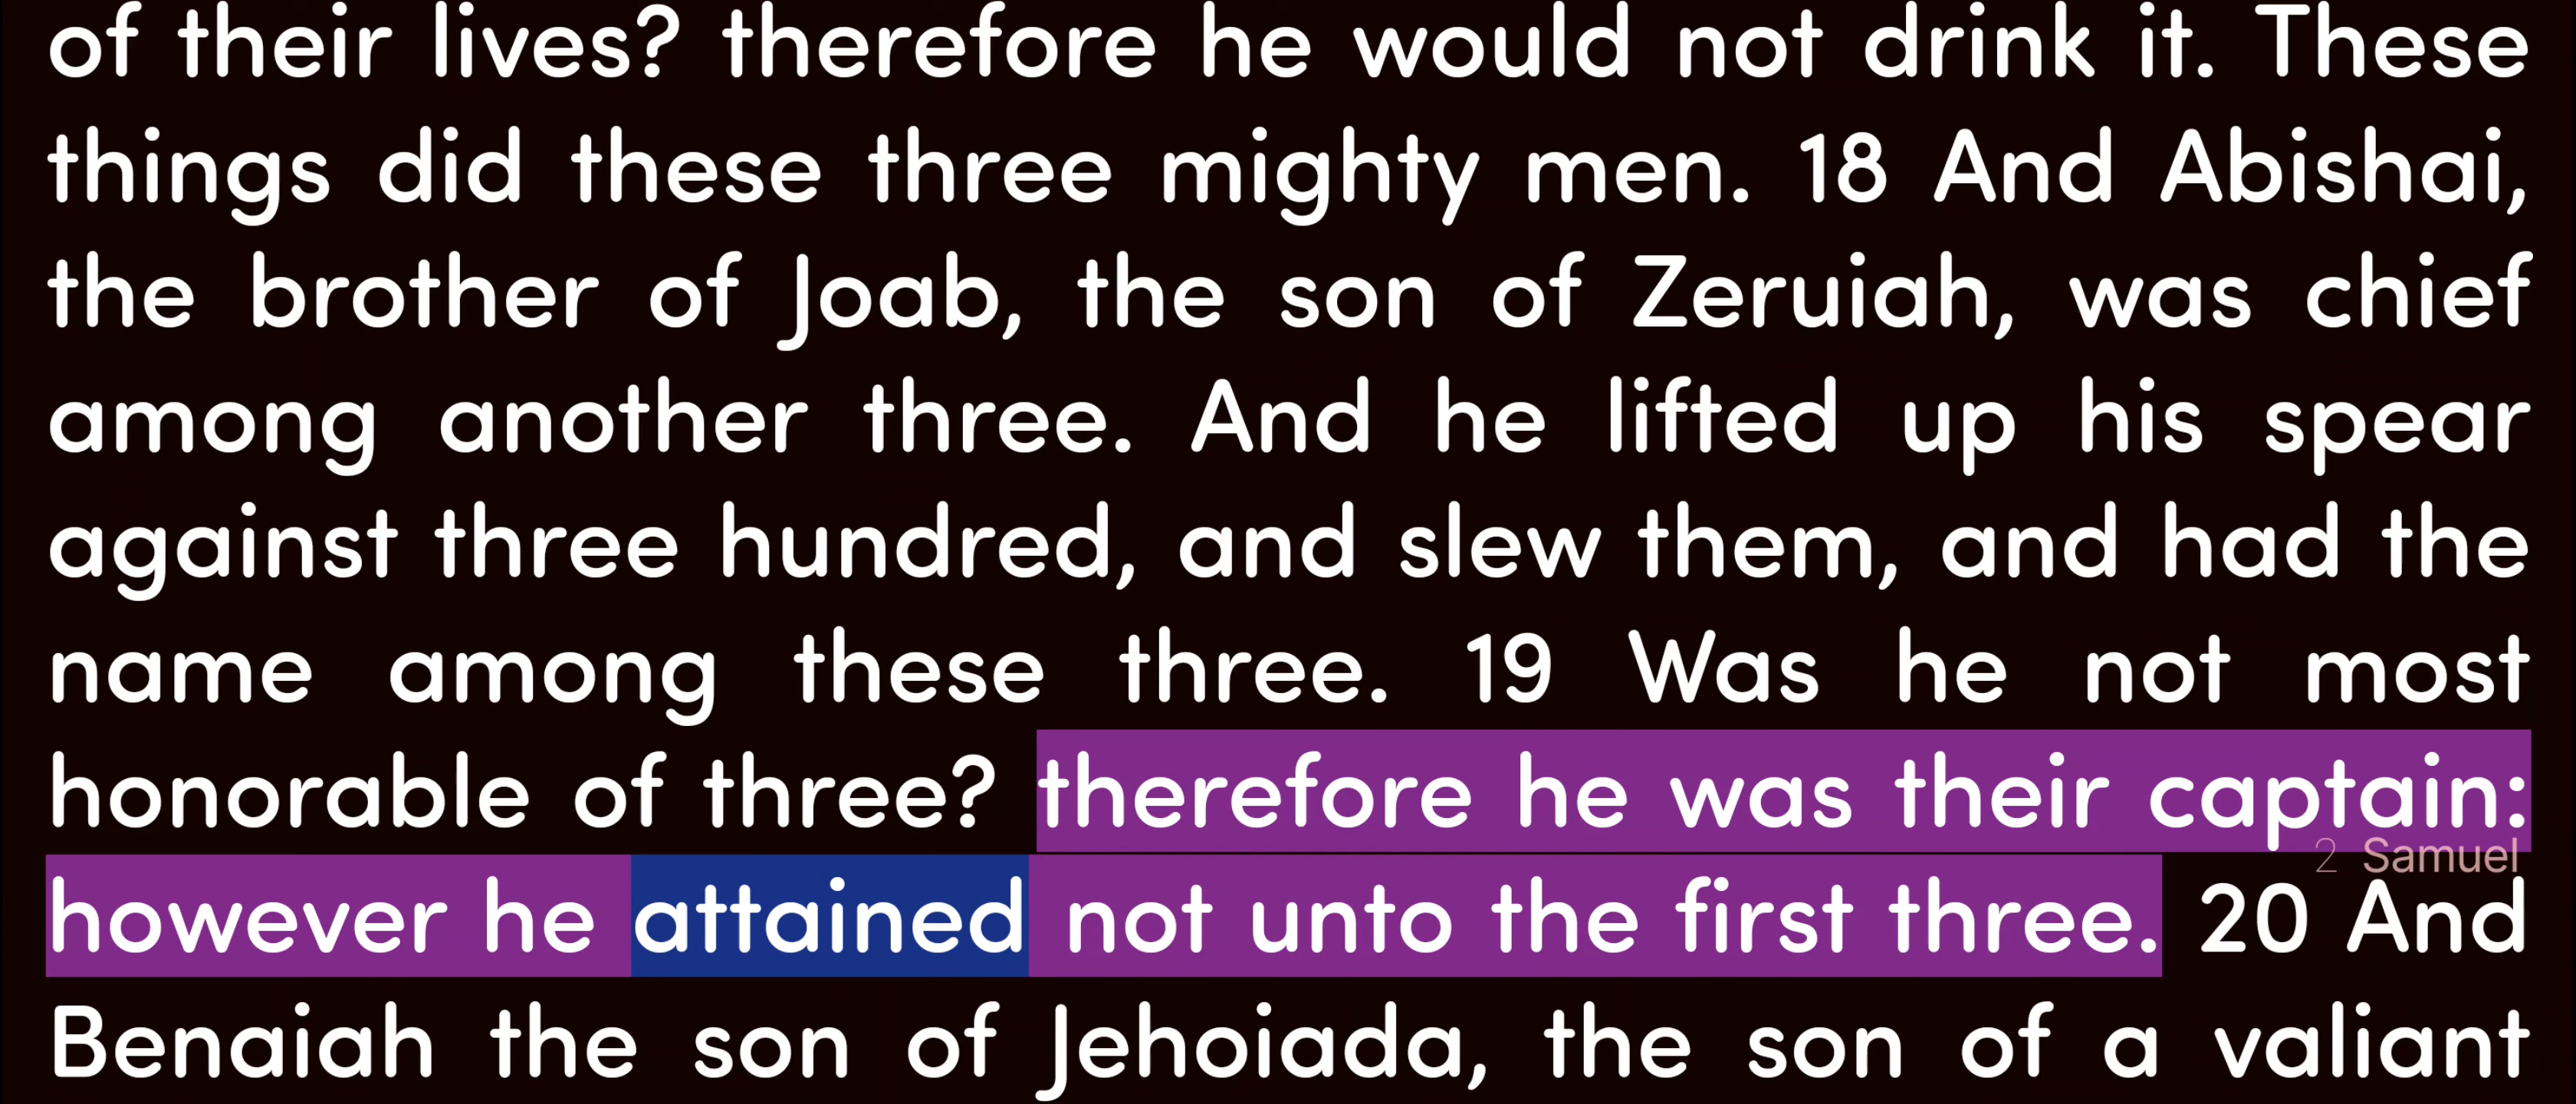 of their lives? therefore he would not drink it. These
things did these three mighty men. 18 And Abishai,
the brother of Joab, the son of Zeruiah, was chief
among another three. And he lifted up his spear
against three hundred, and slew them, and had the
name among these three. 19 Was he not most
honorable of three? therefore he was their captain:
2 Samuel
however he attained not unto the first three. 20 And
Benaiah the son of Jehoiada, the son of a valiant